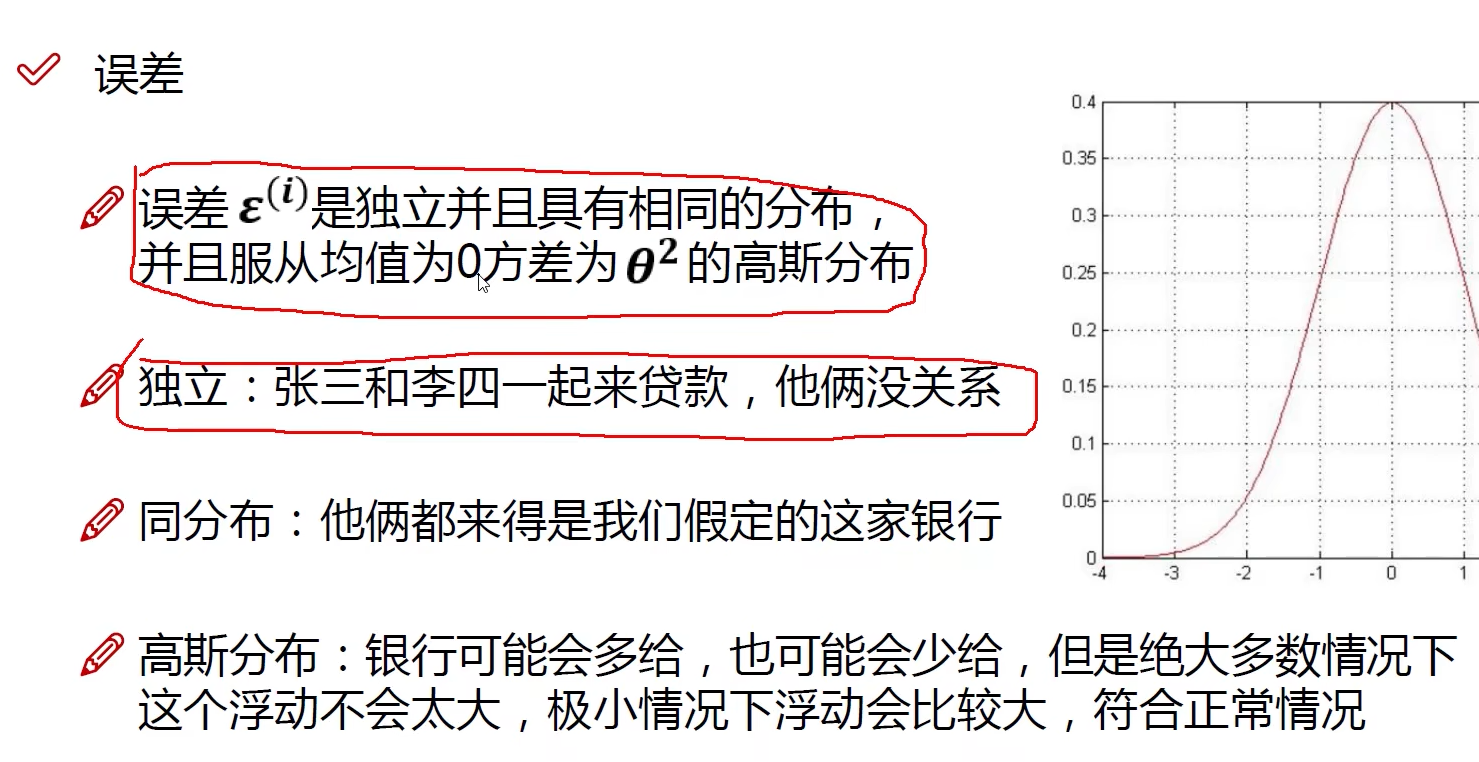 误差
误差 ε^(i)是独立并且具有相同的分布，
并且服从均值为0方差为 θ² 的高斯分布
独立：张三和李四一起来贷款，他俩没关系
同分布：他俩都来得是我们假定的这家银行
高斯分布：银行可能会多给，也可能会少给，但是绝大多数情况下
这个浮动不会太大，极小情况下浮动会比较大，符合正常情况
0.4
0.35
0.3
0.25
0.2
0.15
0.1
0.05
0
-4 -3 -2 -1 0 1